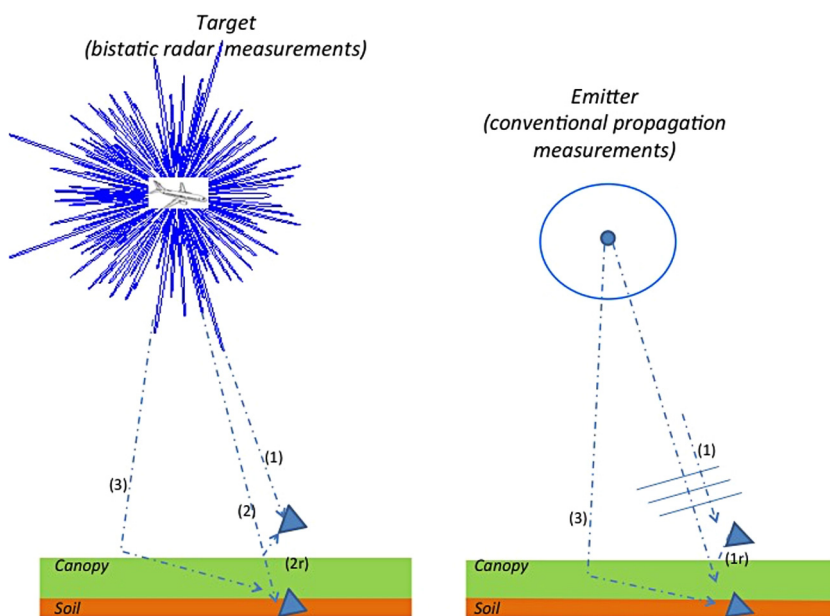 Target
(bistatic radar measurements)
(1)
(3)
(2)
(2r)
Canopy
Soil
Emitter
(conventional propagation
measurements)
(1)
(3)
(1r)
Canopy
Soil